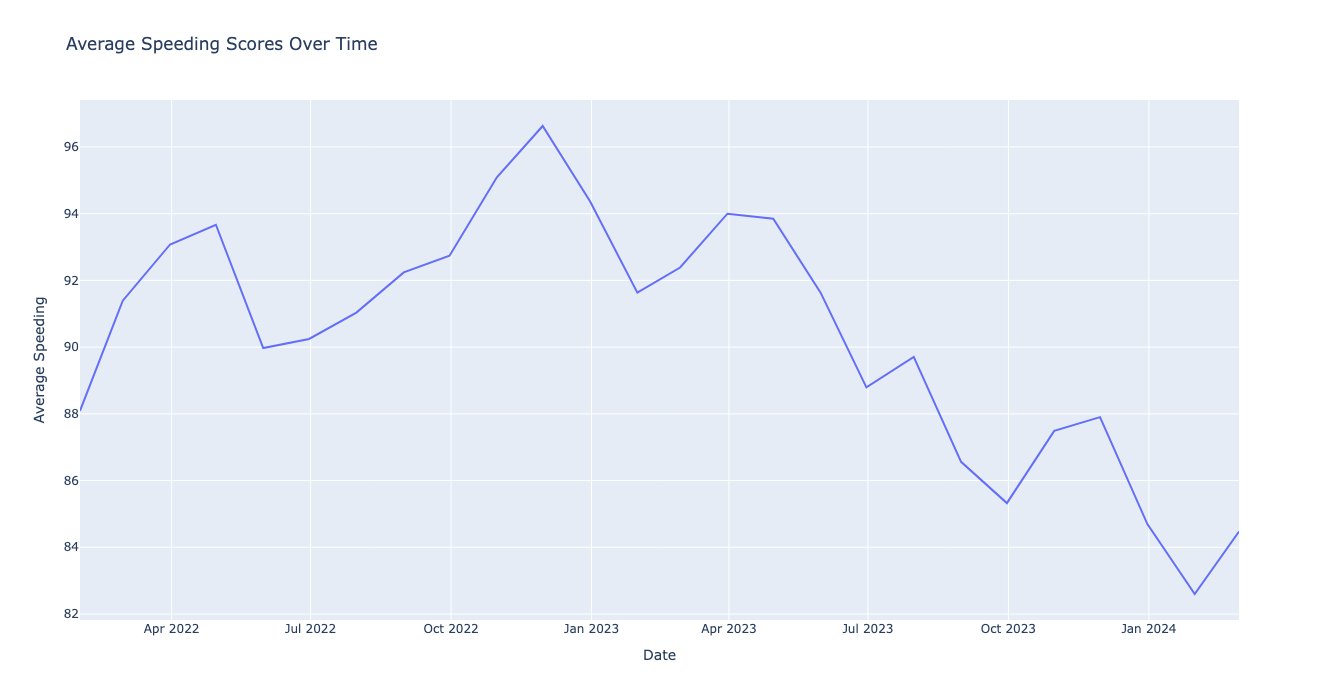 Average Speeding Scores Over Time
Average Speeding
96
94
92
90
88
86
84
82
Apr 2022
Jul 2022
Oct 2022
Jan 2023
Apr 2023
Jul 2023
Oct 2023
Jan 2024
Date